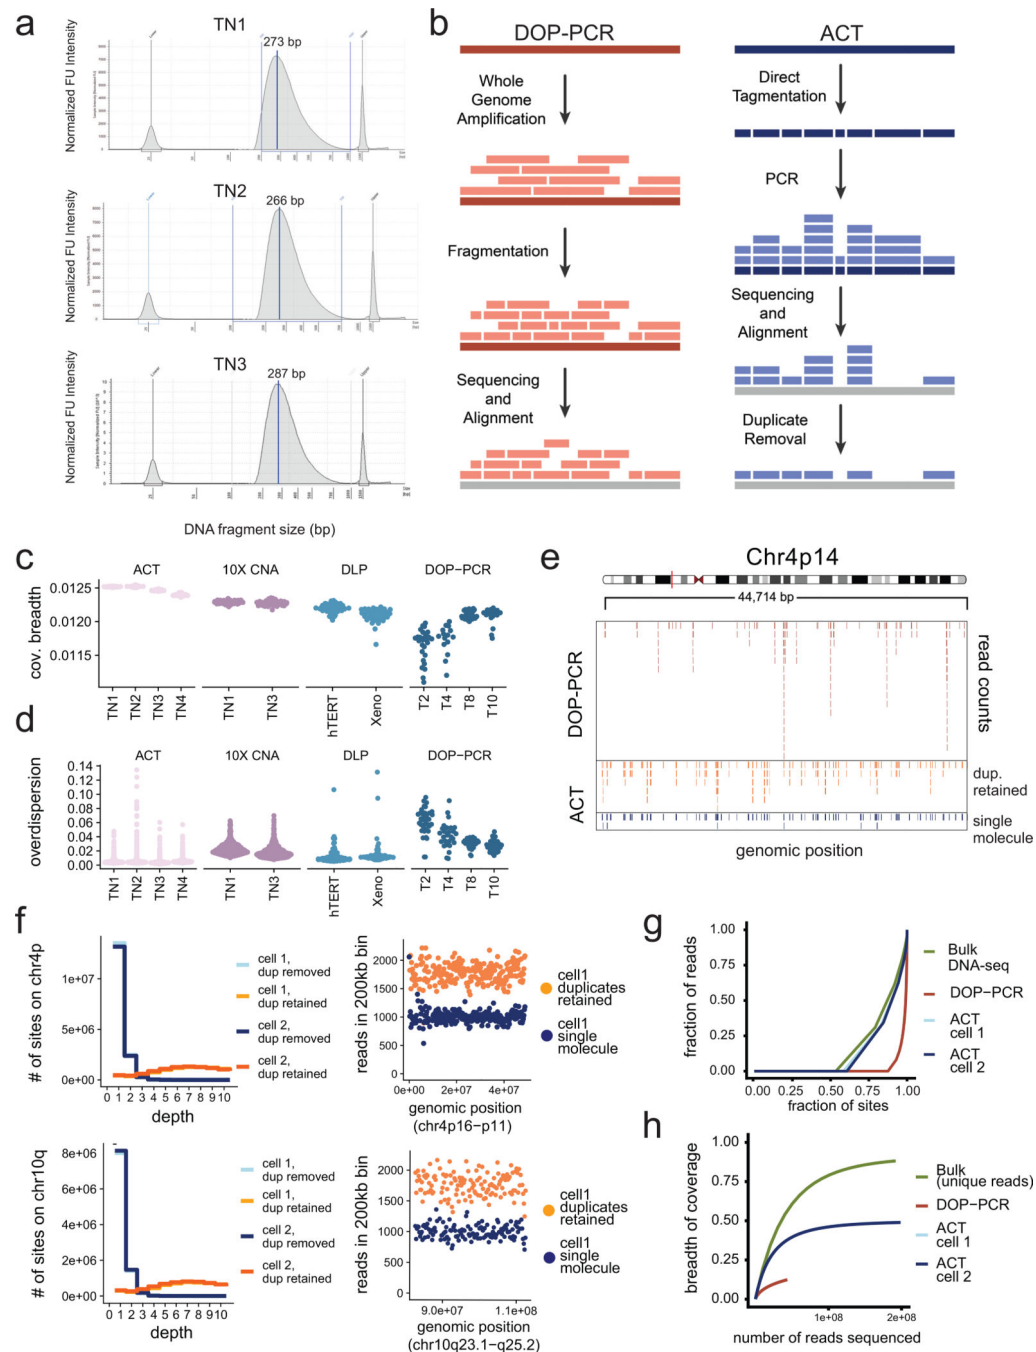 a
TN1
273 bp
Normalized FU Intensity
TN2
266 bp
Normalized FU Intensity
TN3
287 bp
Normalized FU Intensity
Lower
Upper
DNA fragment size (bp)
b
DOP-PCR
Whole
Genome
Amplification
Fragmentation
Sequencing
and
Alignment
ACT
Direct
Tagmentation
PCR
Sequencing
and
Alignment
Duplicate
Removal
c
ACT
10X CNA
DLP
DOP−PCR
cov. breadth
0.0125
0.0120
0.0115
TN1
TN2
TN3
TN4
TN1
TN3
hTERT
Xeno
T2
T4
T8
T10
d
ACT
10X CNA
DLP
DOP−PCR
overdispersion
0.14
0.12
0.10
0.08
0.06
0.04
0.02
0.00
TN1
TN2
TN3
TN4
TN1
TN3
hTERT
Xeno
T2
T4
T8
T10
e
Chr4p14
44,714 bp
DOP-PCR
ACT
read counts
dup.
retained
single
molecule
genomic position
f
# of sites on chr4p
1e+07
5e+06
0e+00
0 1 2 3 4 5 6 7 8 9 10
depth
cell 1,
dup removed
cell 1,
dup retained
cell 2,
dup removed
cell 2,
dup retained
reads in 200kb bin
2000
1500
1000
500
0
0e+00 2e+07 4e+07
genomic position
(chr4p16−p11)
cell1
duplicates
retained
cell1
single
molecule
# of sites on chr10q
8e+06
6e+06
4e+06
2e+06
0e+00
0 1 2 3 4 5 6 7 8 9 10
depth
cell 1,
dup removed
cell 1,
dup retained
cell 2,
dup removed
cell 2,
dup retained
reads in 200kb bin
2000
1500
1000
500
0
9.0e+07 1.1e+08
genomic position
(chr10q23.1−q25.2)
cell1
duplicates
retained
cell1
single
molecule
g
fraction of reads
1.00
0.75
0.50
0.25
0.00
0.00 0.25 0.50 0.75 1.00
fraction of sites
Bulk
DNA-seq
DOP−PCR
ACT
cell 1
ACT
cell 2
h
breadth of coverage
1.00
0.75
0.50
0.25
0.00
1e+08 2e+08
number of reads sequenced
Bulk
(unique reads)
DOP−PCR
ACT
cell 1
ACT
cell 2